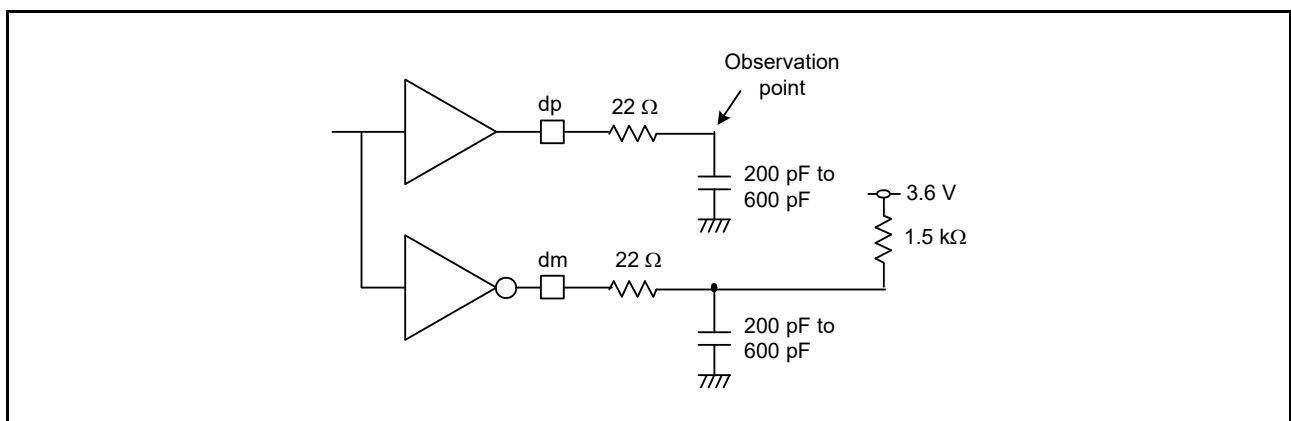 Observation
point
dp
22 Ω
200 pF to
600 pF
3.6 V
1.5 kΩ
dm
22 Ω
200 pF to
600 pF